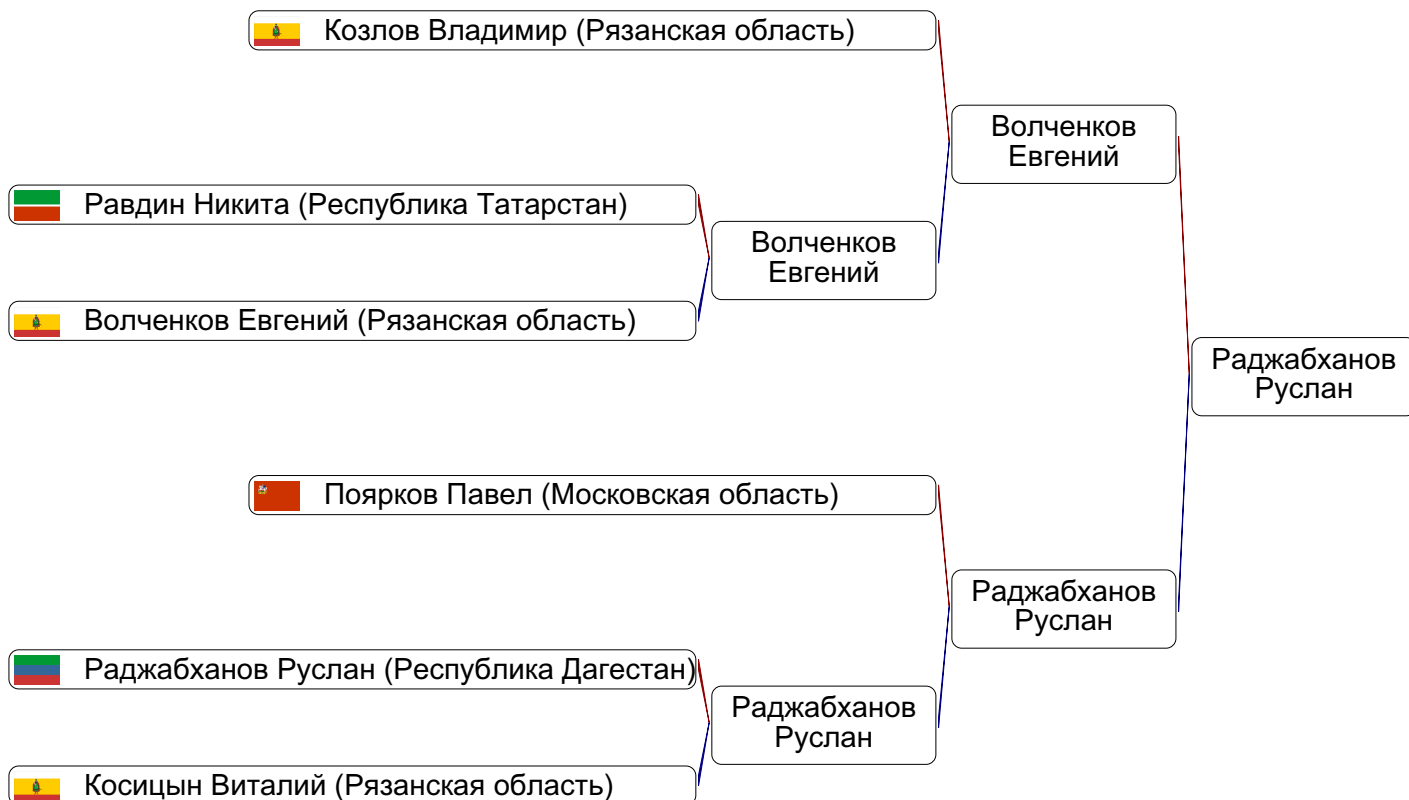 Козлов Владимир (Рязанская область)
Волченков
Евгений
Равдин Никита (Республика Татарстан)
Волченков
Евгений
Волченков Евгений (Рязанская область)
Раджабханов
Руслан
Поярков Павел (Московская область)
Раджабханов
Руслан
Раджабханов Руслан (Республика Дагестан)
Раджабханов
Руслан
Косицын Виталий (Рязанская область)